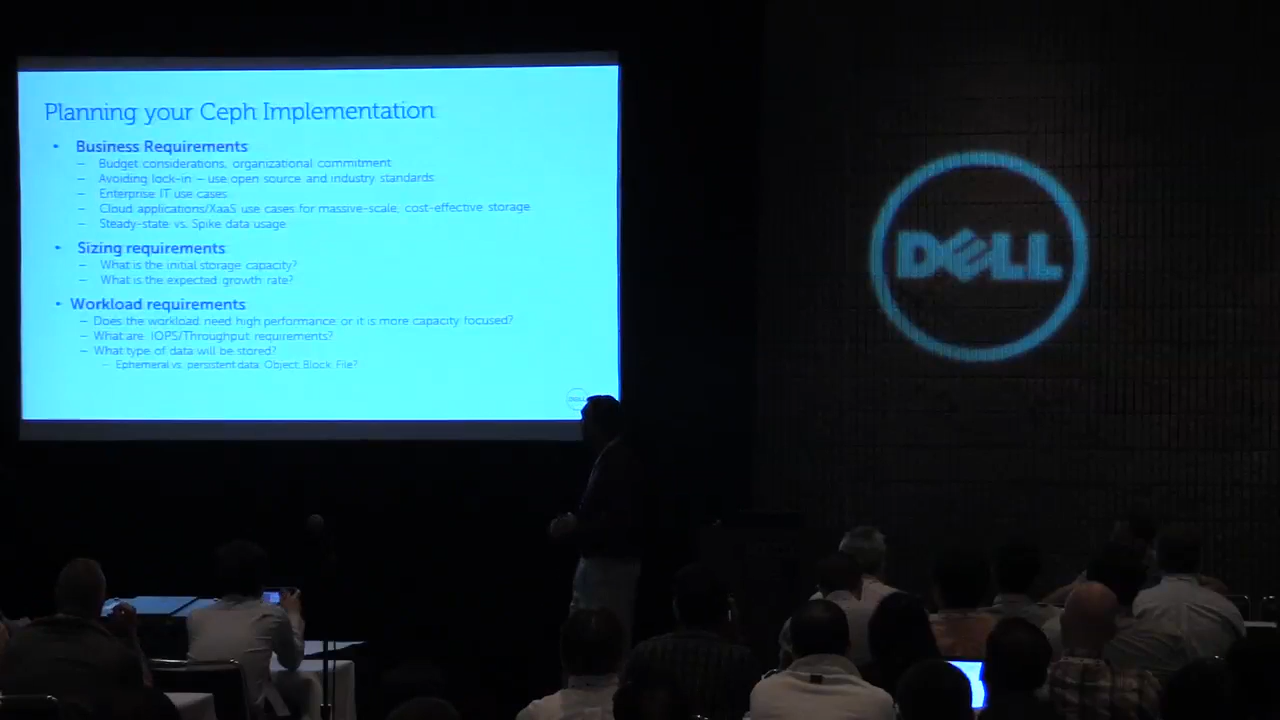 Planning your Ceph Implementation
• Business Requirements
– Budget considerations, organizational commitment
– Avoiding lock-in – use open source and industry standards
– Enterprise IT use cases
– Cloud applications/XaaS use cases for massive-scale, cost-effective storage
– Steady-state vs. Spike data usage
• Sizing requirements
– What is the initial storage capacity?
– What is the expected growth rate?
• Workload requirements
– Does the workload need high performance or it is more capacity focused?
– What are IOPS/Throughput requirements?
– What type of data will be stored?
– Ephemeral vs. persistent data, Object, Block, File?
DELL
DELL